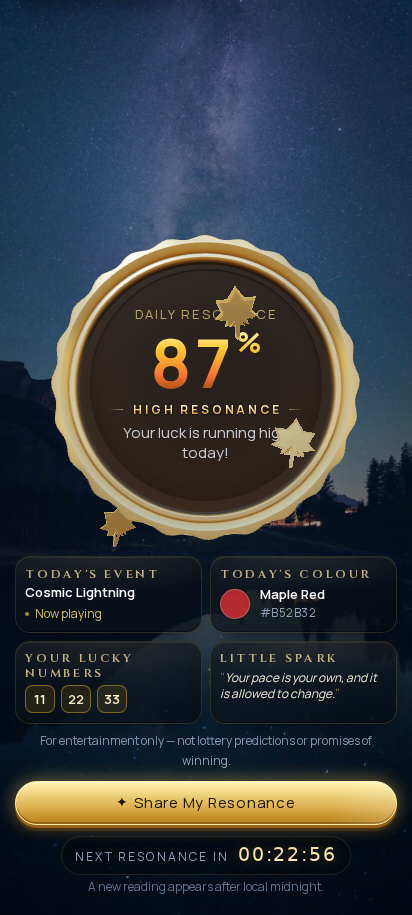 DAILY RESONANCE
87%
HIGH RESONANCE
Your luck is running high
today!
TODAY'S EVENT
Cosmic Lightning
Now playing
TODAY'S COLOUR
Maple Red
#B52B32
YOUR LUCKY
NUMBERS
11 22 33
LITTLE SPARK
"Your pace is your own, and it
is allowed to change."
For entertainment only — not lottery predictions or promises of
winning.
✦ Share My Resonance
NEXT RESONANCE IN 00:22:56
A new reading appears after local midnight.